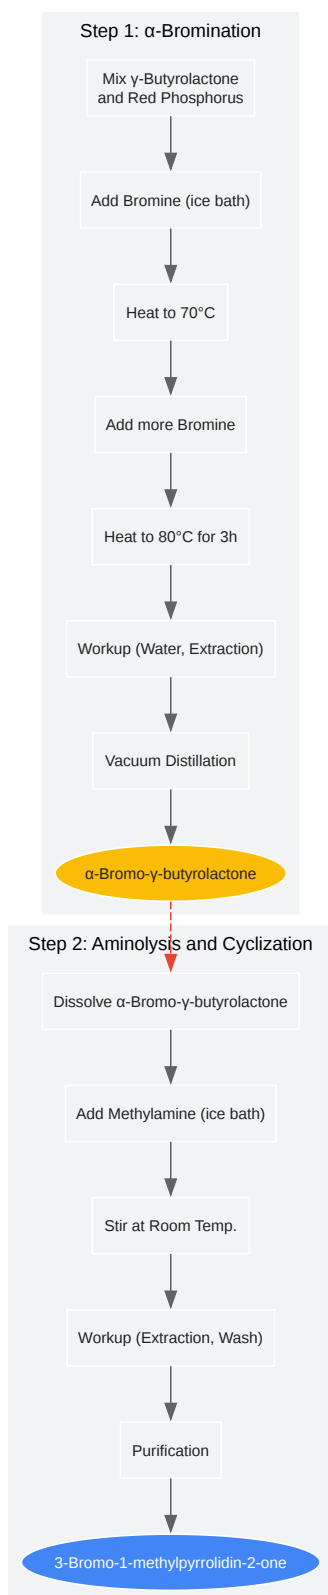 Step 1: α-Bromination
Mix γ-Butyrolactone
and Red Phosphorus
Add Bromine (ice bath)
Heat to 70°C
Add more Bromine
Heat to 80°C for 3h
Workup (Water, Extraction)
Vacuum Distillation
α-Bromo-γ-butyrolactone
Step 2: Aminolysis and Cyclization
Dissolve α-Bromo-γ-butyrolactone
Add Methylamine (ice bath)
Stir at Room Temp.
Workup (Extraction, Wash)
Purification
3-Bromo-1-methylpyrrolidin-2-one